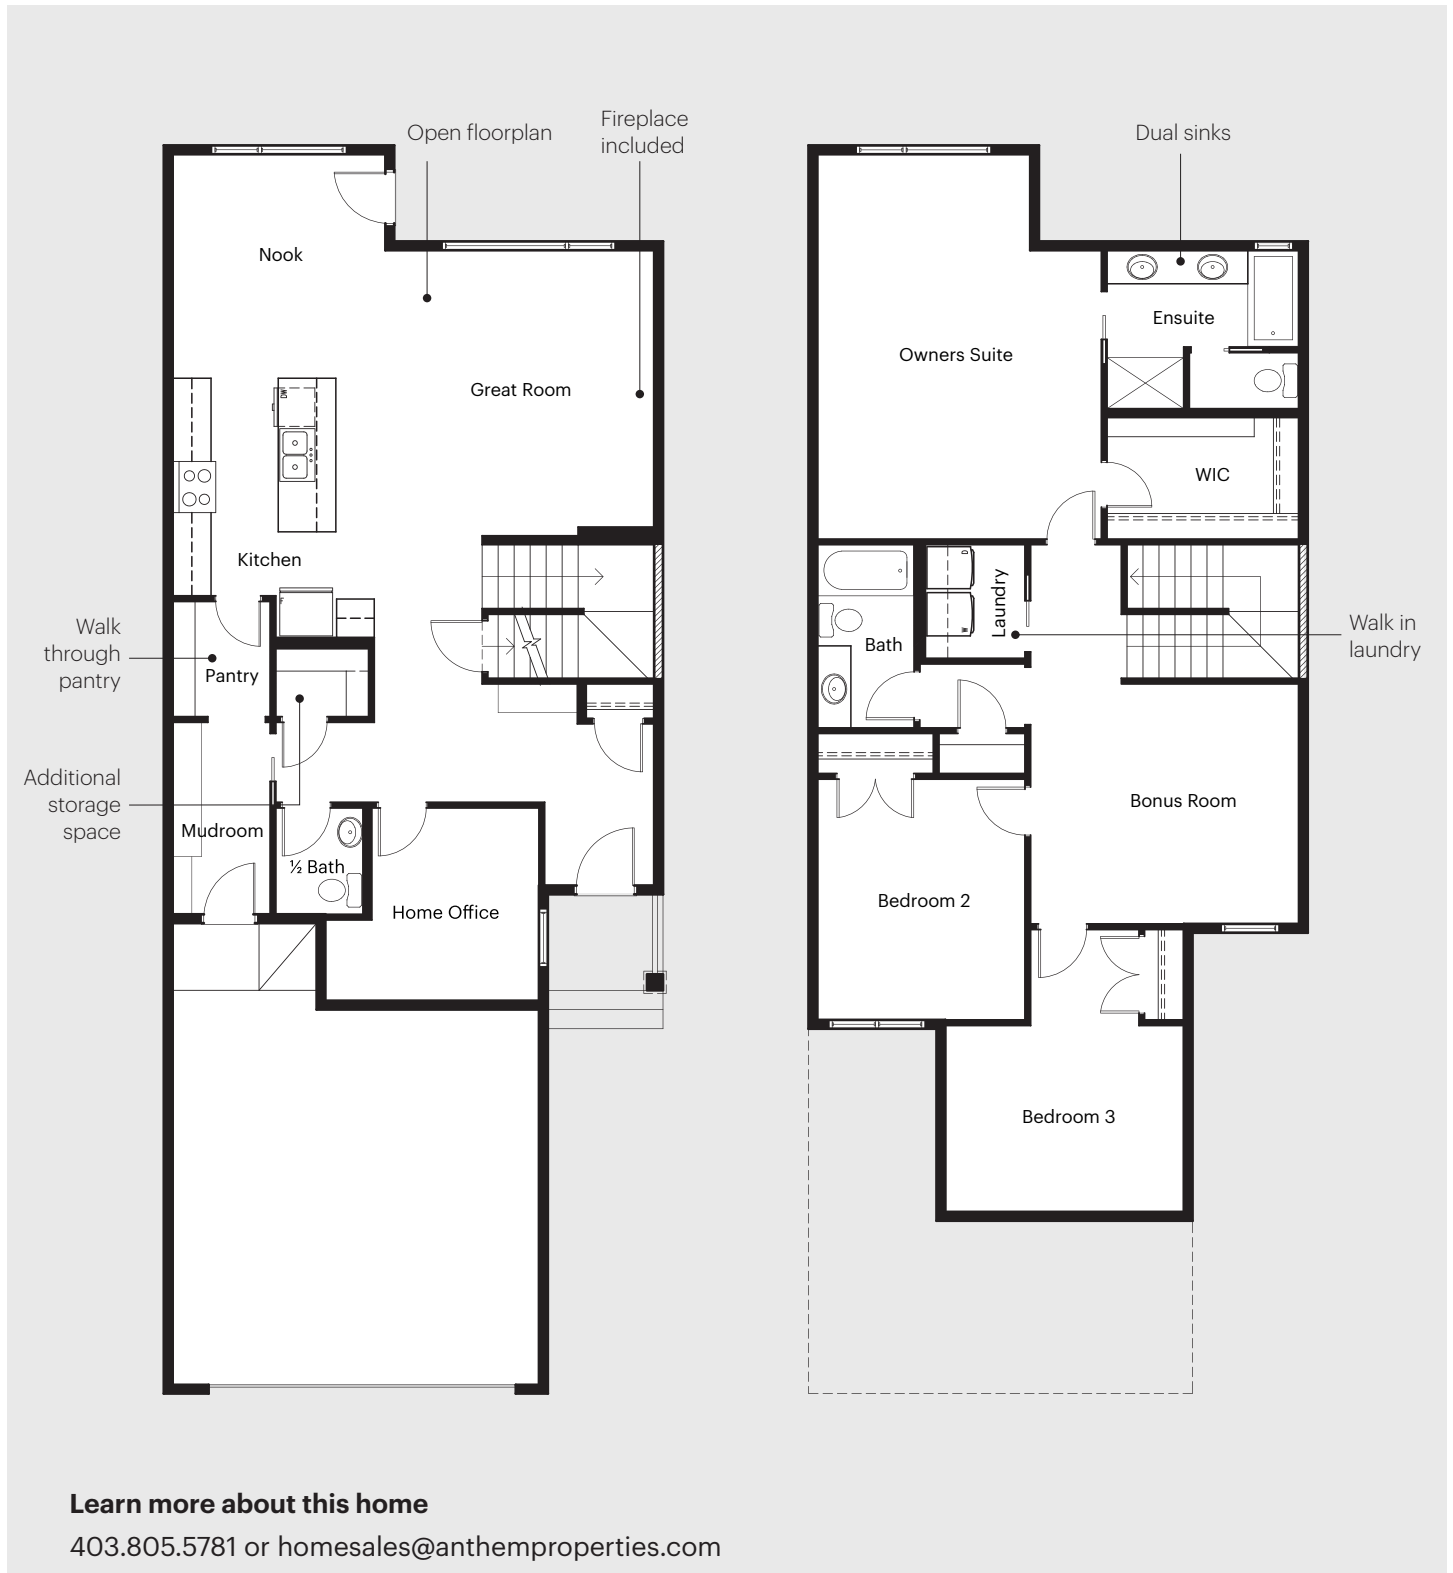 Open floorplan
Fireplace
included
Nook
Great Room
DW
Kitchen
F
Walk
through
pantry
Pantry
Additional
storage
space
Mudroom
½ Bath
Home Office
Dual sinks
Ensuite
Owners Suite
WIC
D
W
Laundry
Walk in
laundry
Bath
Bonus Room
Bedroom 2
Bedroom 3
Learn more about this home
403.805.5781 or homesales@anthemproperties.com